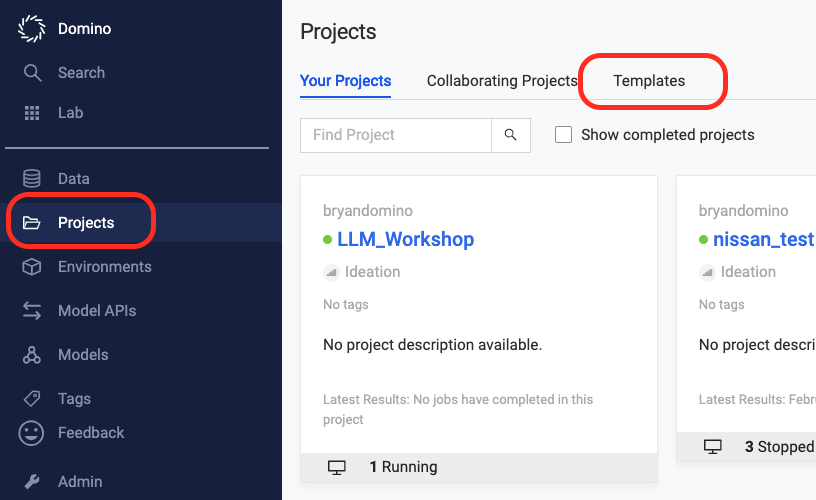 Domino
Search
Lab
Data
Projects
Environments
Model APIs
Models
Tags
Feedback
Admin
Projects
Your Projects Collaborating Projects Templates
Find Project
Show completed projects
bryandomino
LLM_Workshop
Ideation
No tags
No project description available.
Latest Results: No jobs have completed in this
project
1 Running
bryandomino
nissan_test
Ideation
No tags
No project descri
Latest Results: Febr
3 Stopped